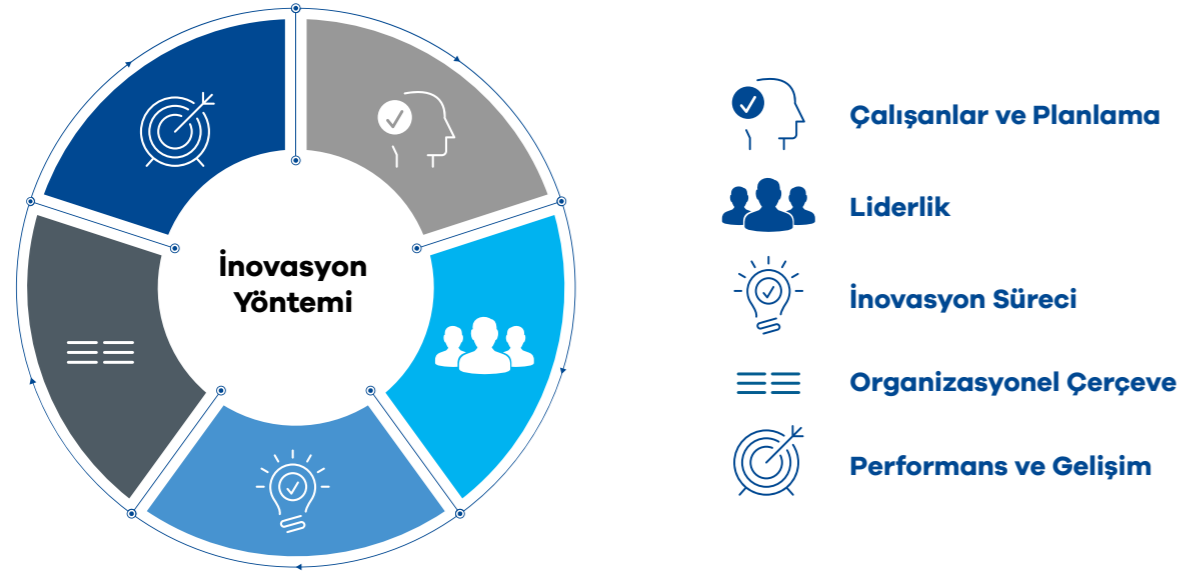 İnovasyon
Yöntemi
Çalışanlar ve Planlama
Liderlik
İnovasyon Süreci
Organizasyonel Çerçeve
Performans ve Gelişim